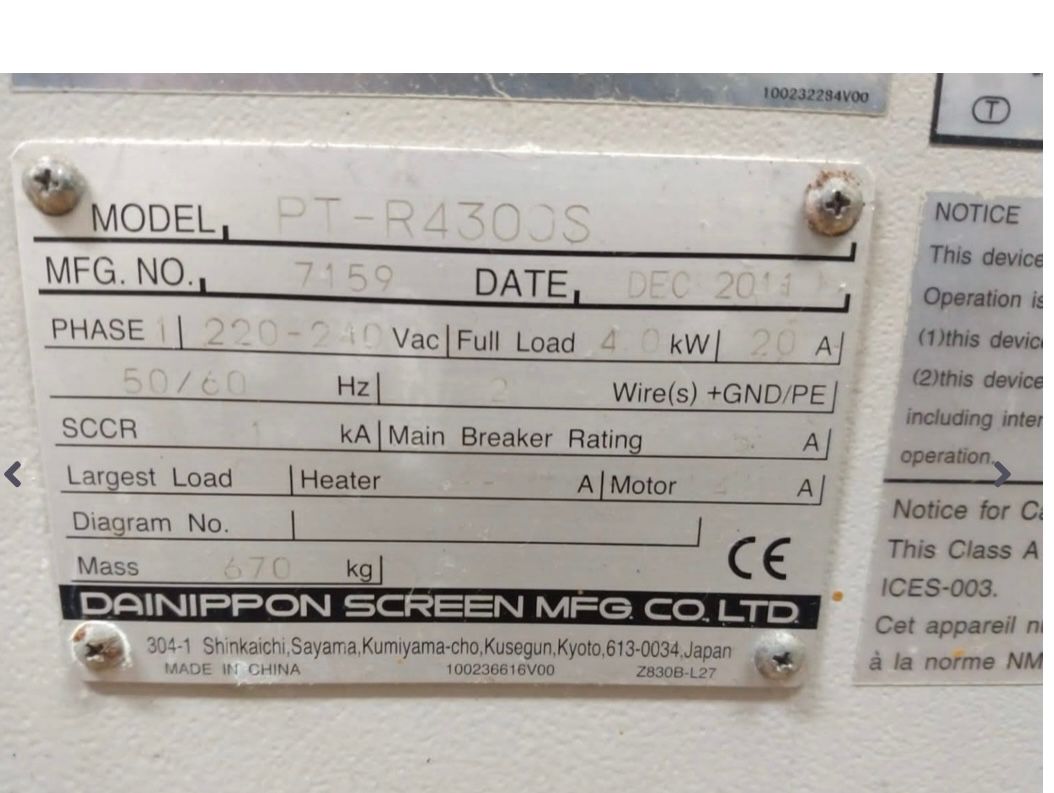 100232284V00
T
MODEL PT-R4300S
MFG. NO. 7159 DATE DEC 2011
PHASE 1 220-240 Vac Full Load 4.0 kW 20 A
50/60 Hz 2 Wire(s) +GND/PE
SCCR 1 kA Main Breaker Rating A
Largest Load Heater -- A Motor A
Diagram No.
Mass 670 kg
CE
DAINIPPON SCREEN MFG. CO., LTD.
304-1 Shinkaichi,Sayama,Kumiyama-cho,Kusegun,Kyoto,613-0034,Japan
MADE IN CHINA 100236616V00 Z830B-L27
NOTICE
This device
Operation is
(1)this device
(2)this device
including inter
operation.
Notice for Ca
This Class A
ICES-003.
Cet appareil nu
à la norme NM